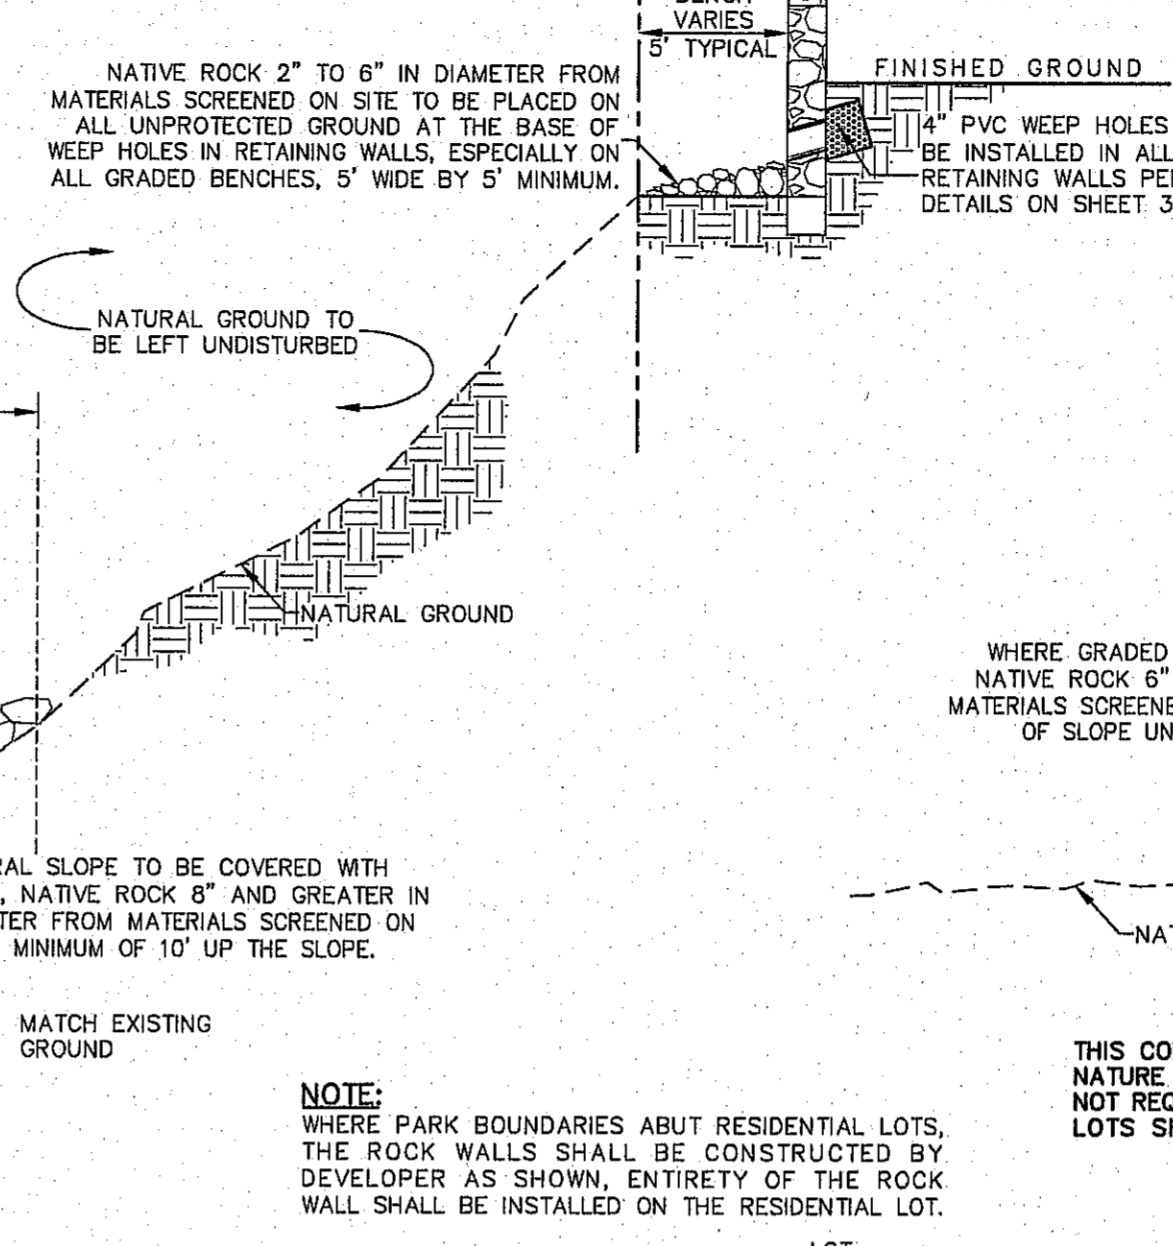 VARIES
5' TYPICAL
NATIVE ROCK 2" TO 6" IN DIAMETER FROM
MATERIALS SCREENED ON SITE TO BE PLACED ON
ALL UNPROTECTED GROUND AT THE BASE OF
WEEP HOLES IN RETAINING WALLS, ESPECIALLY ON
ALL GRADED BENCHES, 5' WIDE BY 5' MINIMUM.
FINISHED GROUND
4" PVC WEEP HOLES
BE INSTALLED IN ALL
RETAINING WALLS PE
DETAILS ON SHEET 3
NATURAL GROUND TO
BE LEFT UNDISTURBED
NATURAL GROUND
WHERE GRADED
NATIVE ROCK 6"
MATERIALS SCREENE
OF SLOPE UN
RAL SLOPE TO BE COVERED WITH
, NATIVE ROCK 8" AND GREATER IN
TER FROM MATERIALS SCREENED ON
MINIMUM OF 10' UP THE SLOPE.
NAT
MATCH EXISTING
GROUND
THIS CO
NATURE
NOT REQ
LOTS SH
NOTE:
WHERE PARK BOUNDARIES ABUT RESIDENTIAL LOTS,
THE ROCK WALLS SHALL BE CONSTRUCTED BY
DEVELOPER AS SHOWN, ENTIRETY OF THE ROCK
WALL SHALL BE INSTALLED ON THE RESIDENTIAL LOT.